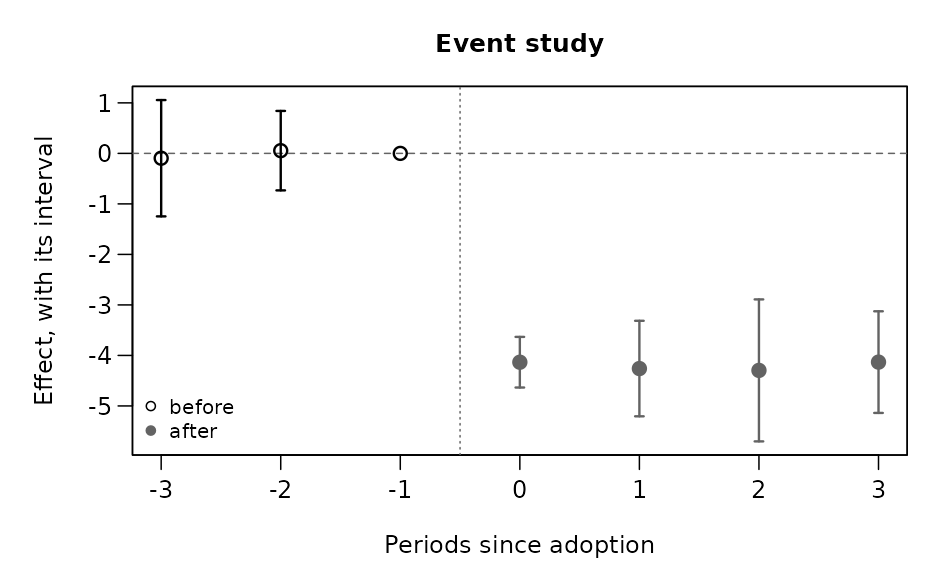 Event study
Effect, with its interval
1
0
-1
-2
-3
-4
-5
before
after
-3 -2 -1 0 1 2 3
Periods since adoption